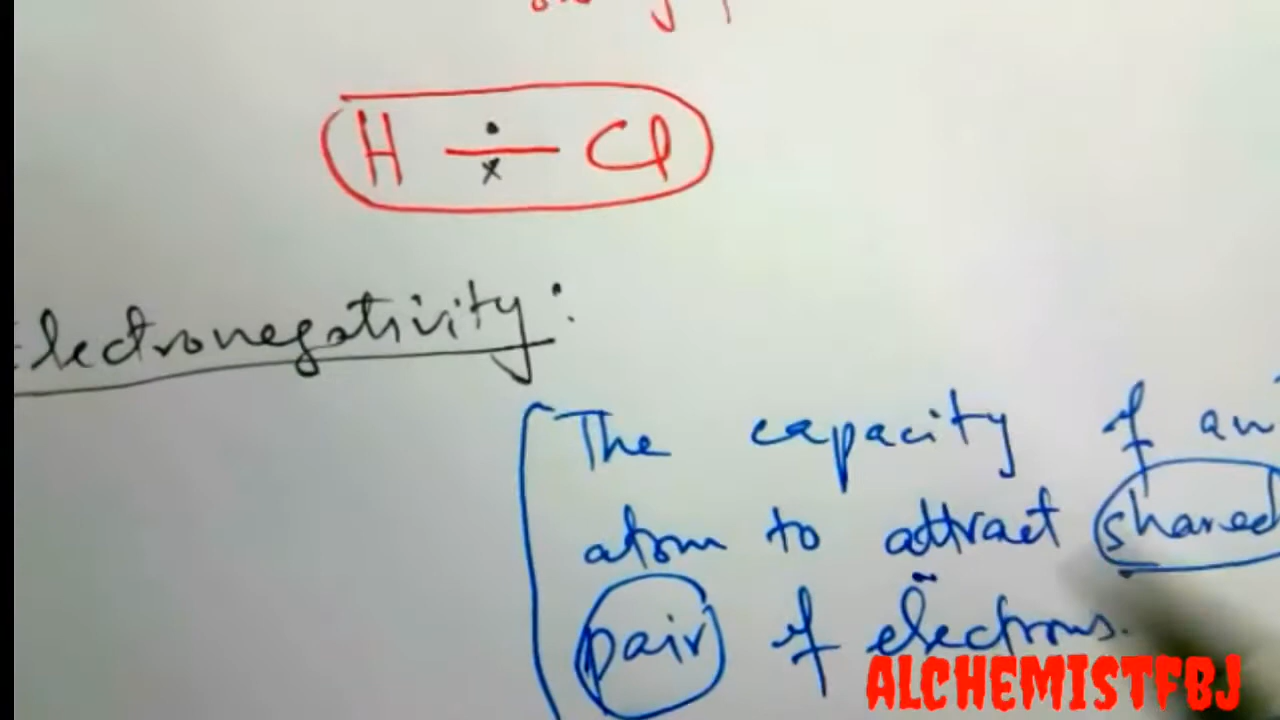 H ÷ Cl
x
Electronegativity:
The capacity of an
atom to attract shared
pair of electrons.
ALCHEMISTFBJ